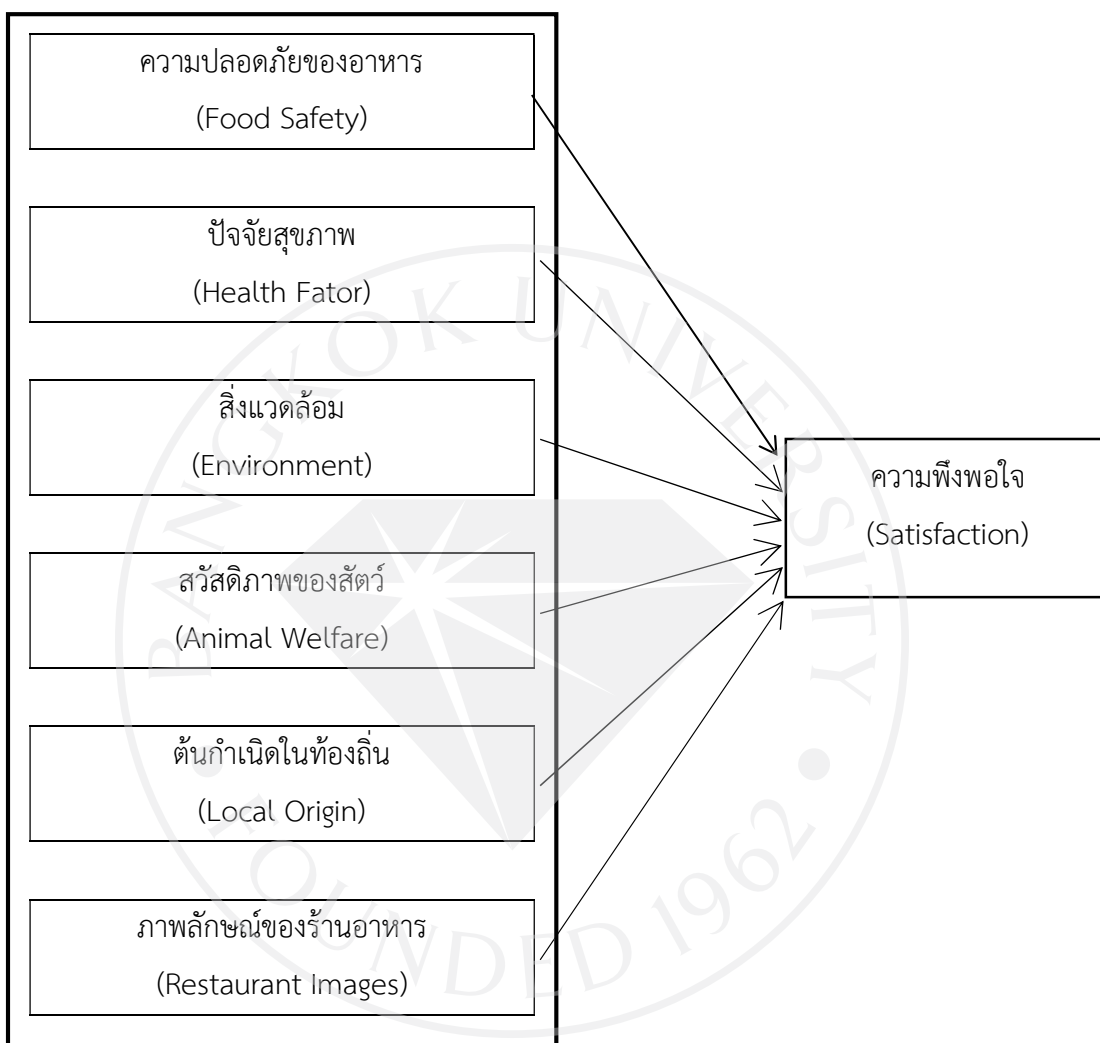 ความปลอดภัยของอาหาร
(Food Safety)
ปัจจัยสุขภาพ
(Health Fator)
สิ่งแวดล้อม
(Environment)
สวัสดิภาพของสัตว์
(Animal Welfare)
ต้นกำเนิดในท้องถิ่น
(Local Origin)
ภาพลักษณ์ของร้านอาหาร
(Restaurant Images)
ความพึงพอใจ
(Satisfaction)
BANGKOK UNIVERSITY
FOUNDED 1962